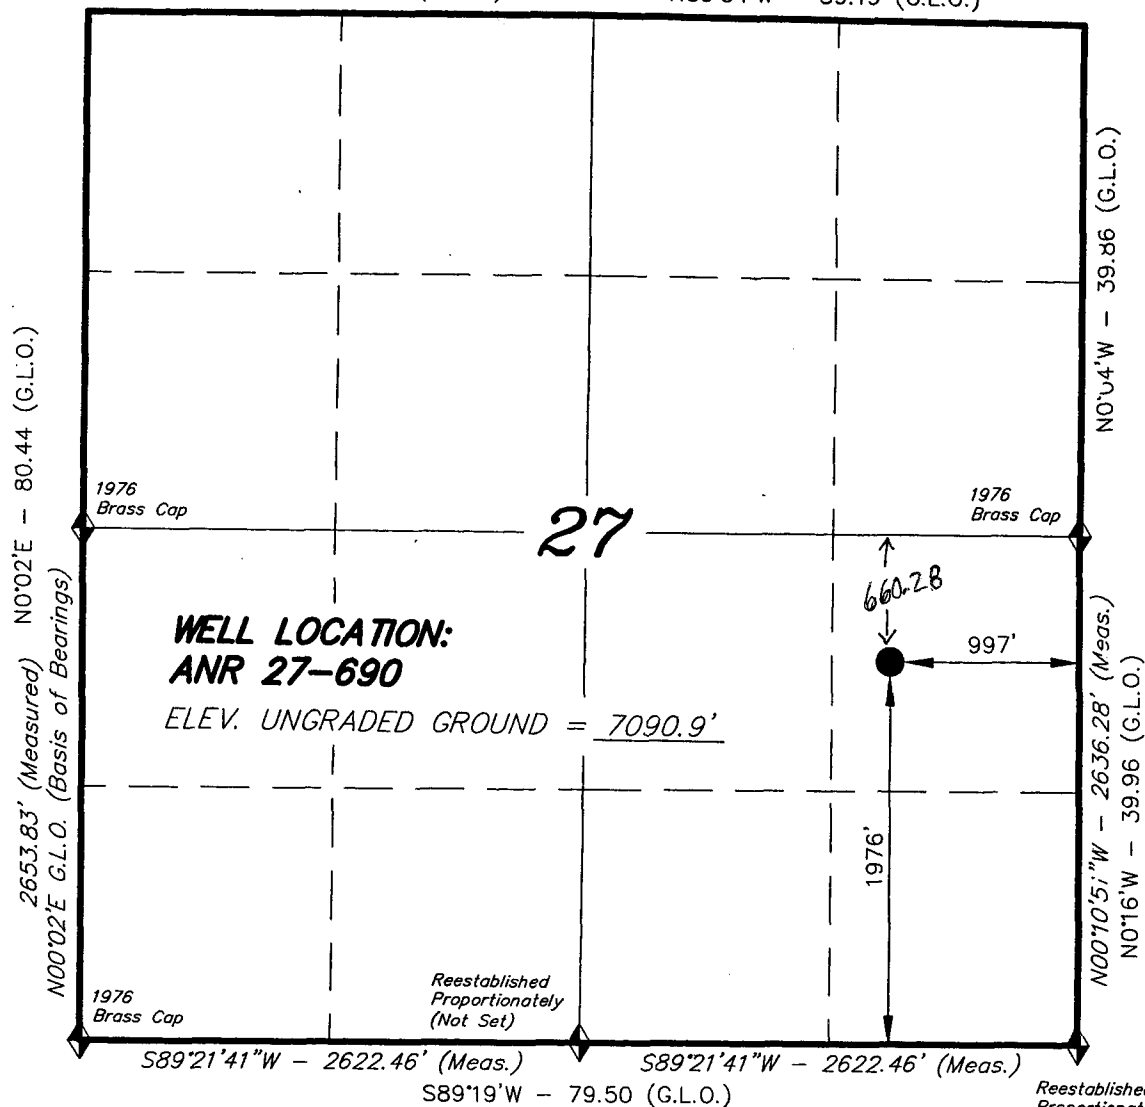 39.19 (G.L.O.)
N0°02'E – 80.44 (G.L.O.)
2653.83' (Measured)
N00°02'E G.L.O. (Basis of Bearings)
N0°04'W – 39.86 (G.L.O.)
1976
Brass Cap
27
1976
Brass Cap
660.28
997'
WELL LOCATION:
ANR 27–690
ELEV. UNGRADED GROUND = 7090.9'
1976'
N00°10'51"W – 2636.28' (Meas.)
N0°16'W – 39.96 (G.L.O.)
1976
Brass Cap
Reestablished
Proportionately
(Not Set)
S89°21'41"W – 2622.46' (Meas.)
S89°21'41"W – 2622.46' (Meas.)
S89°19'W – 79.50 (G.L.O.)
Reestablished